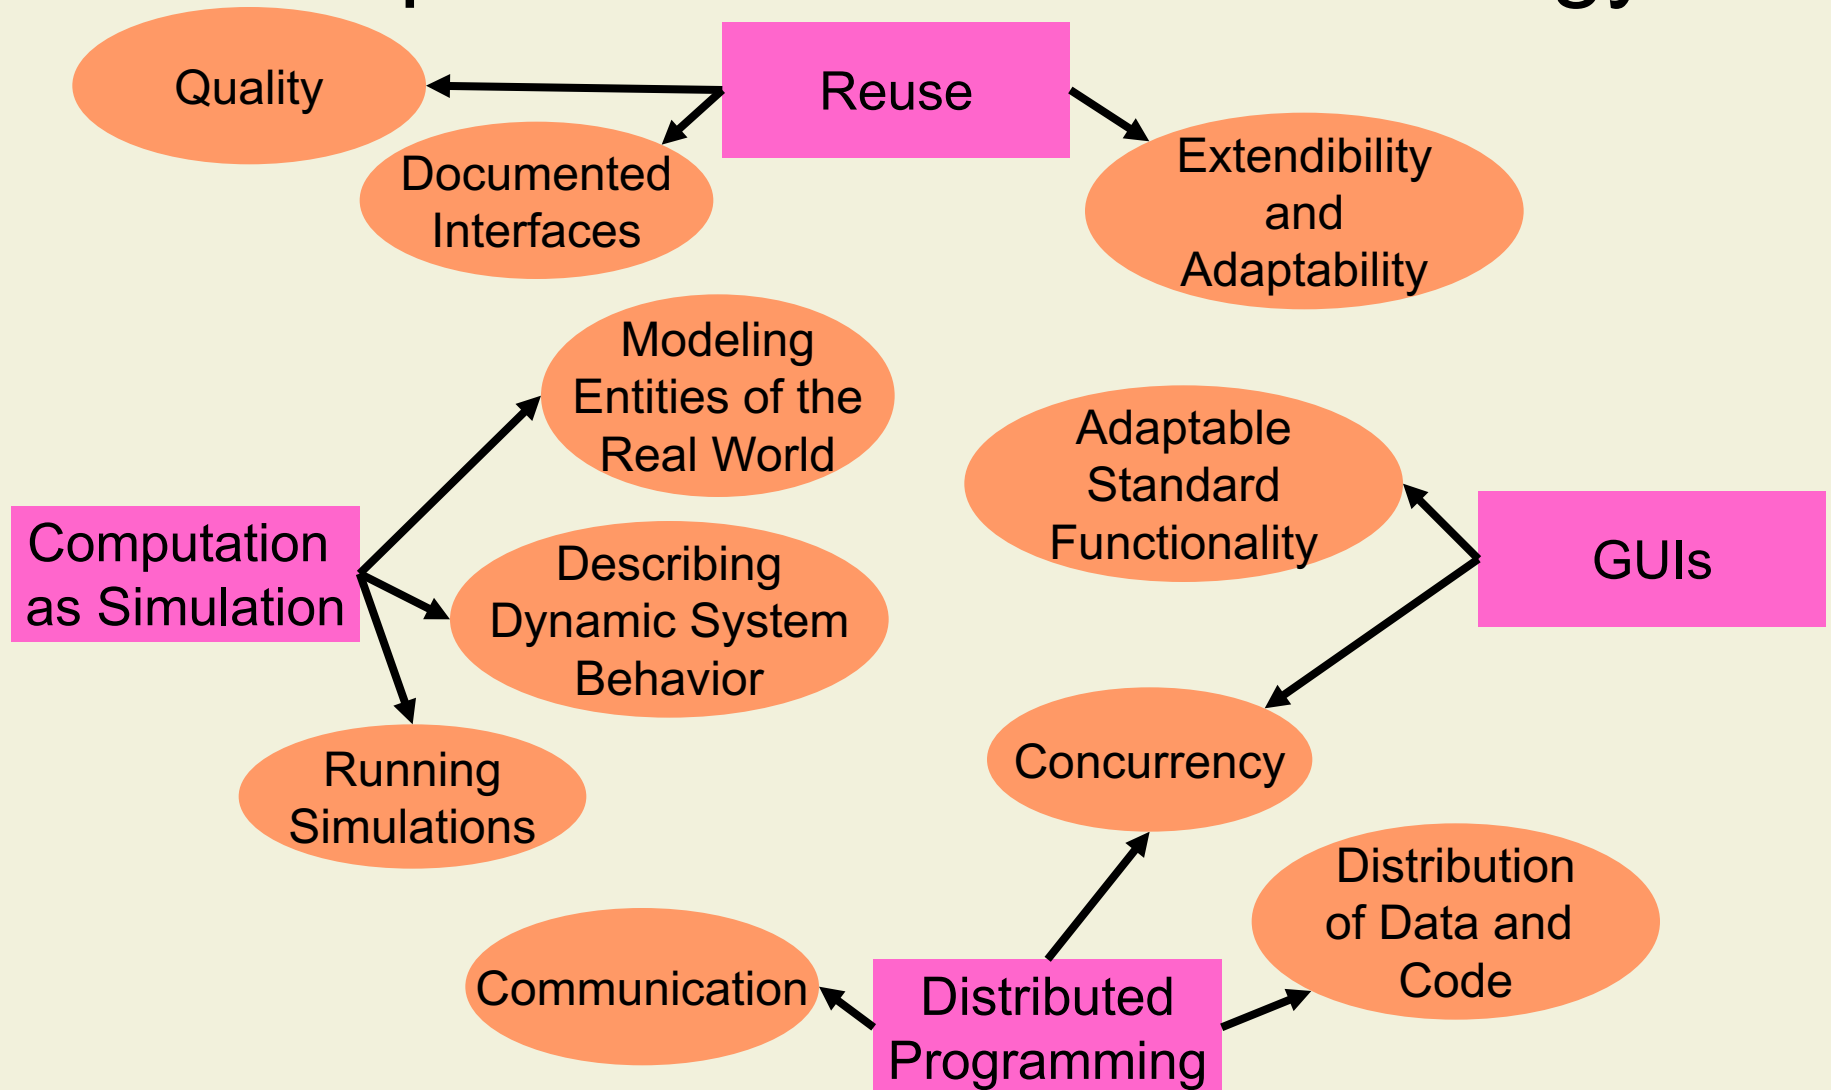 Quality
Reuse
Documented
Interfaces
Extendibility
and
Adaptability
Modeling
Entities of the
Real World
Adaptable
Standard
Functionality
Computation
as Simulation
GUIs
Describing
Dynamic System
Behavior
Running
Simulations
Concurrency
Distribution
of Data and
Code
Communication
Distributed
Programming